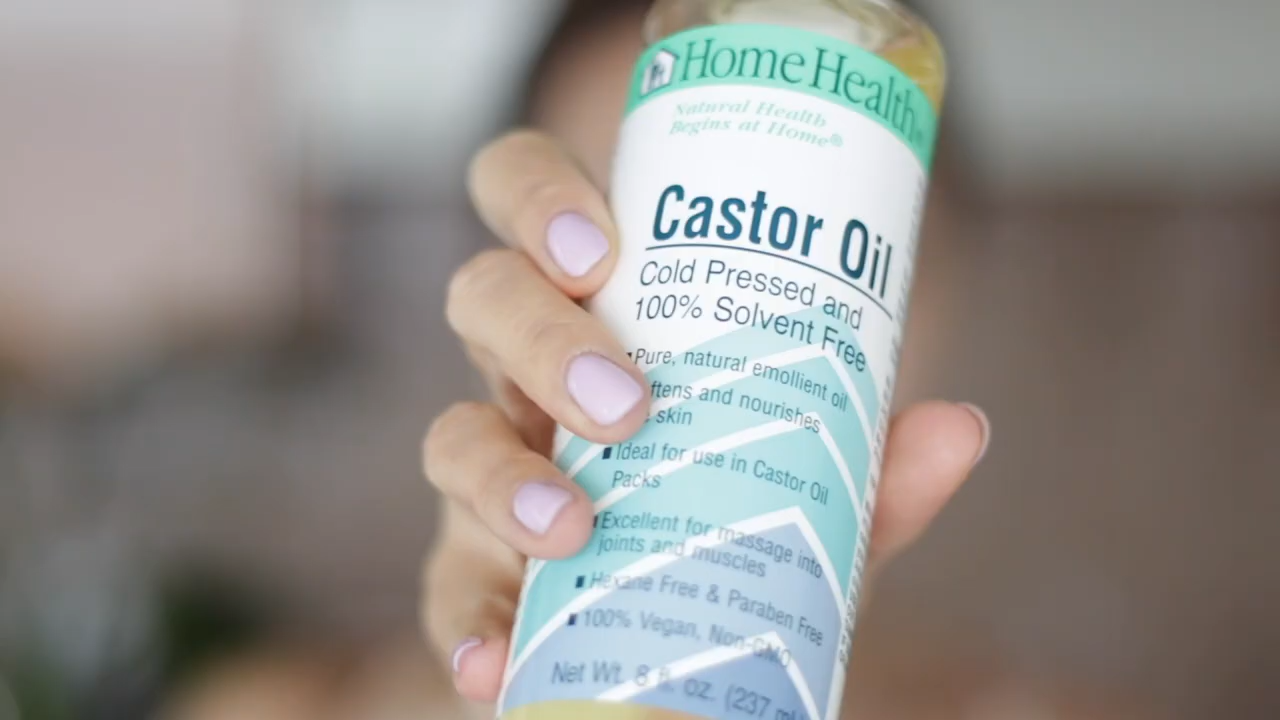 Home Health®
Natural Health
Begins at Home®
Castor Oil
Cold Pressed and
100% Solvent Free
Pure, natural emollient oil
ftens and nourishes
skin
Ideal for use in Castor Oil
Packs
Excellent for massage into
joints and muscles
Hexane Free & Paraben Free
100% Vegan, Non-GMO
Net Wt. 8 fl. oz. (237 ml